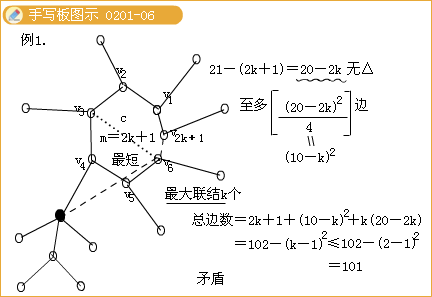 手写板图示 0201-06
例1.
v2
v1
v3
v2k+1
c
m=2k+1
最短
v4
v6
v5
21-(2k+1)=20-2k 无△
至多[(20-2k)²/4]边
=
(10-k)²
最大联结k个
总边数=2k+1+(10-k)²+k(20-2k)
=102-(k-1)²≤102-(2-1)²
=101
矛盾